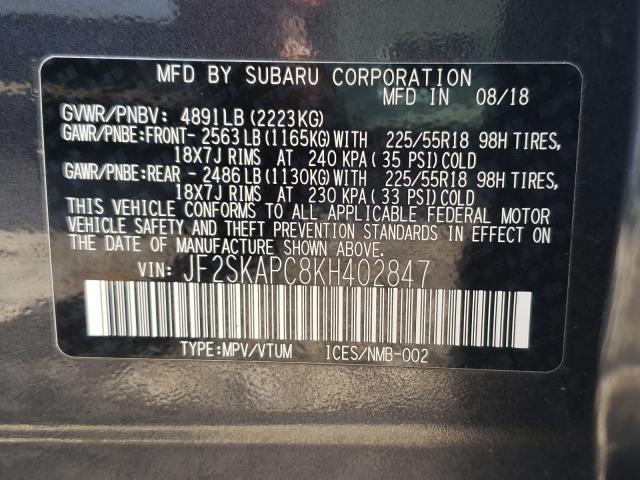 MFD BY SUBARU CORPORATION
MFD IN 08/18
GVWR/PNBV: 4891LB (2223KG)
GAWR/PNBE:FRONT- 2563LB (1165KG) WITH 225/55R18 98H TIRES,
18X7J RIMS AT 240 KPA( 35 PSI) COLD
GAWR/PNBE:REAR - 2486LB (1130KG) WITH 225/55R18 98H TIRES,
18X7J RIMS AT 230 KPA( 33 PSI) COLD
THIS VEHICLE CONFORMS TO ALL APPLICABLE FEDERAL MOTOR
VEHICLE SAFETY AND THEFT PREVENTION STANDARDS IN EFFECT
ON THE DATE OF MANUFACTURE SHOWN ABOVE.
VIN: JF2SKAPC8KH402847
TYPE:MPV/VTUM ICES/NMB-002